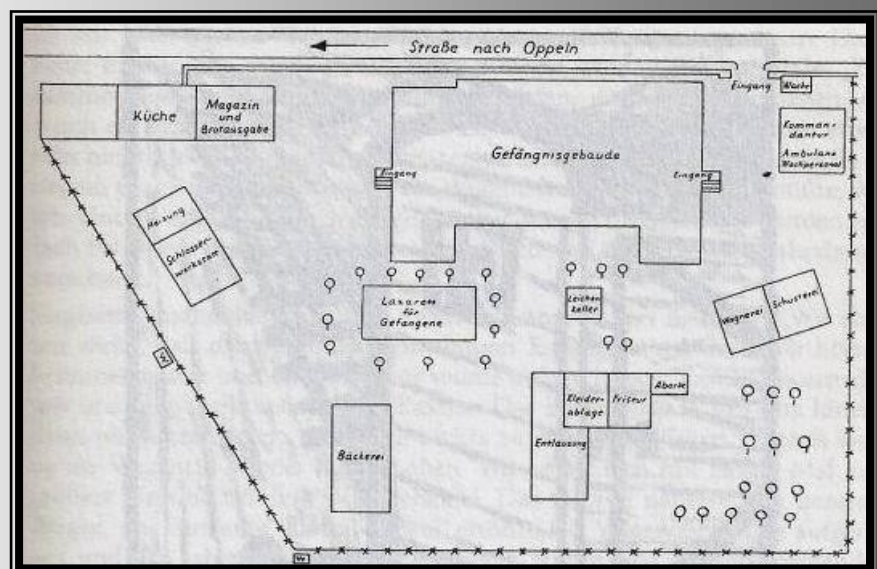 Straße nach Oppeln
Eingang
Wache
Küche
Magazin
und
Brotausgabe
Komman-
dantur
Ambulanz
Wachpersonal
Gefängnisgebäude
Eingang
Eingang
Heizung
Schlosser-
werkstatt
Lazarett
für
Gefangene
Leichen
keller
Wagnerei
Schusterei
Kleider-
ablage
Friseur
Aborte
Entlausung
Bäckerei